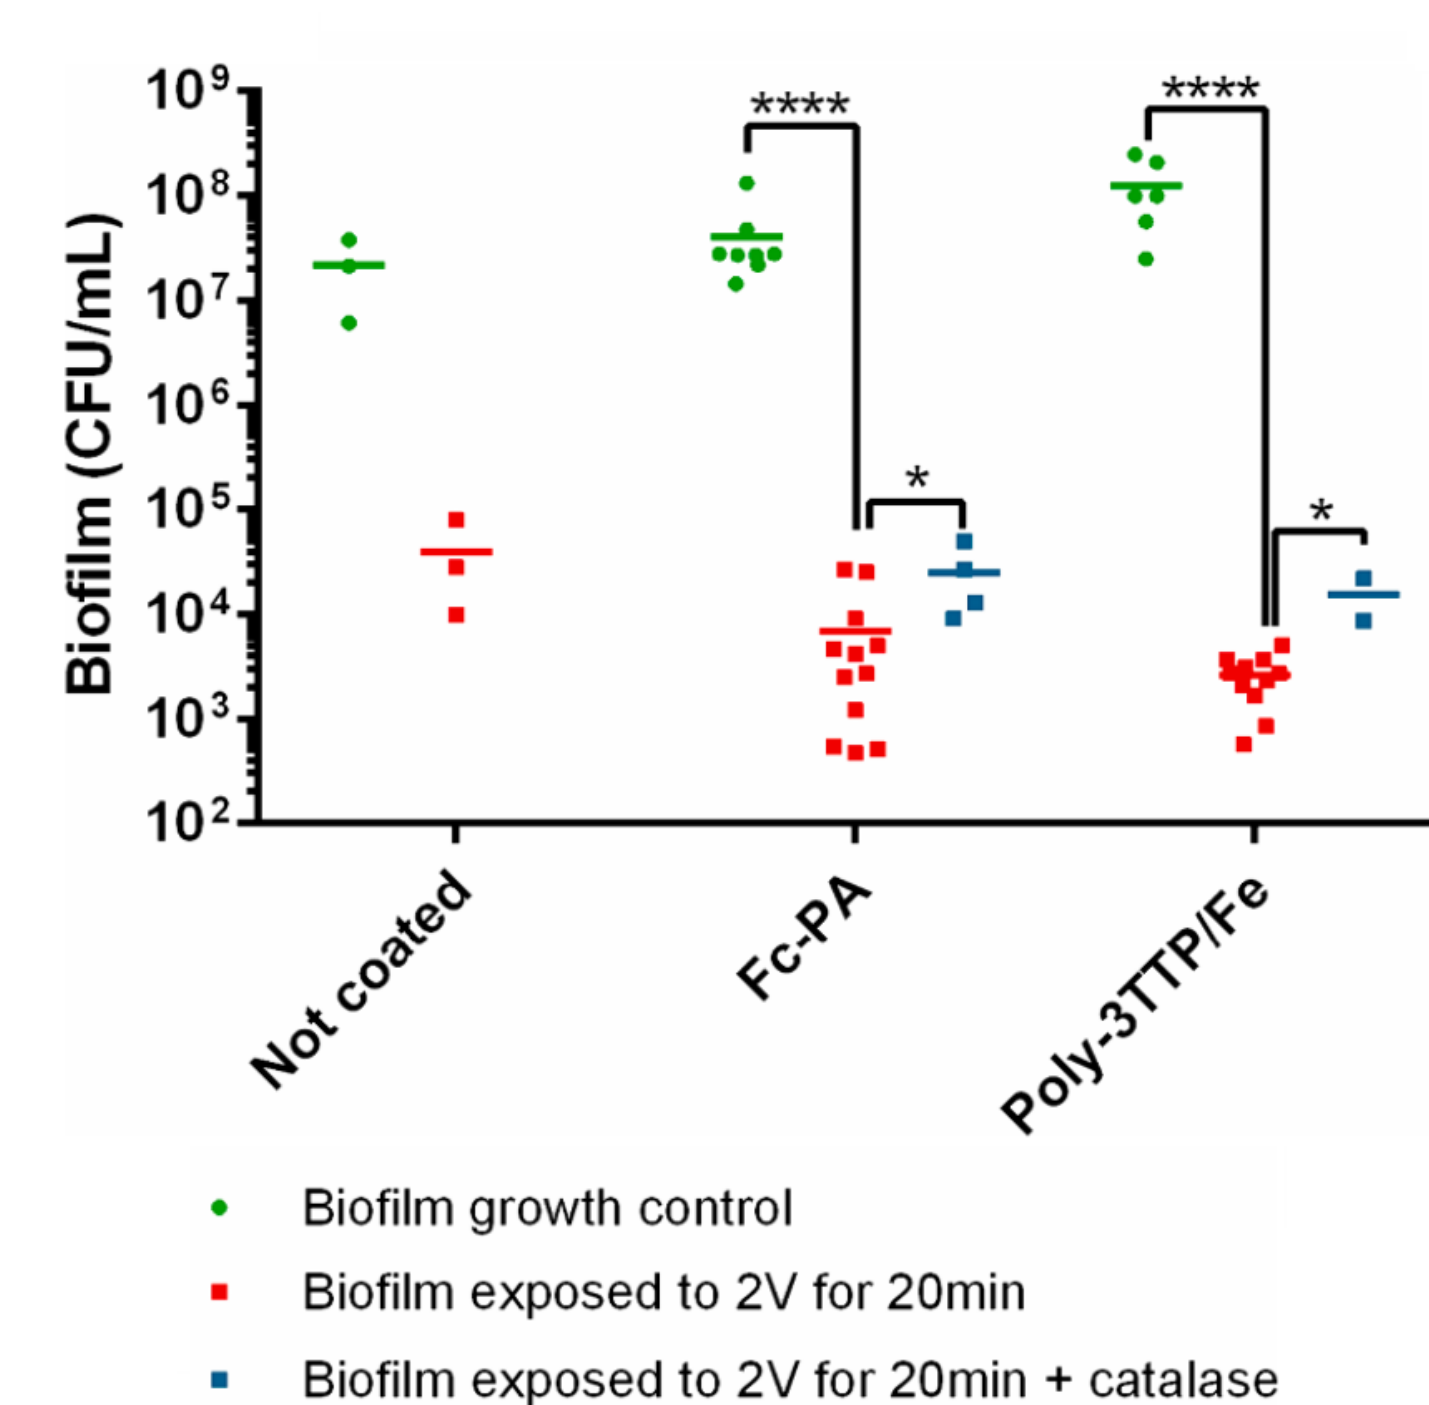 10⁹
****
****
10⁸
10⁷
10⁶
Biofilm (CFU/mL)
10⁵
*
*
10⁴
10³
10²
Not coated
Fc-PA
Poly-3TTP/Fe
Biofilm growth control
Biofilm exposed to 2V for 20min
Biofilm exposed to 2V for 20min + catalase